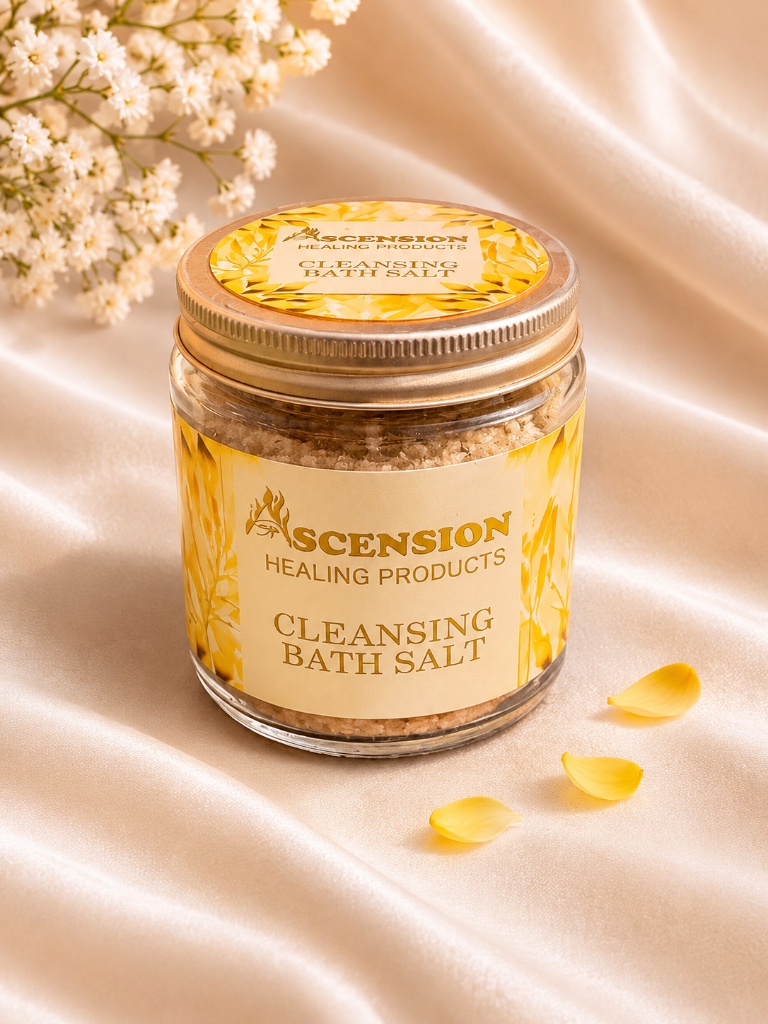 ASCENSION
HEALING PRODUCTS
CLEANSING
BATH SALT
ASCENSION
HEALING PRODUCTS
CLEANSING
BATH SALT